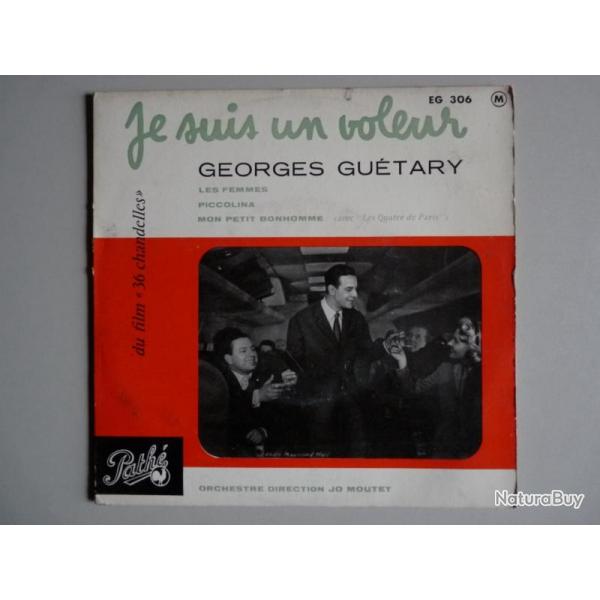 EG 306 M
Je suis un voleur
GEORGES GUÉTARY
LES FEMMES
PICCOLINA
MON PETIT BONHOMME (avec "Les Quatre de Paris")
du film « 36 chandelles »
Pathé
ORCHESTRE DIRECTION JO MOUTET
NaturaBuy